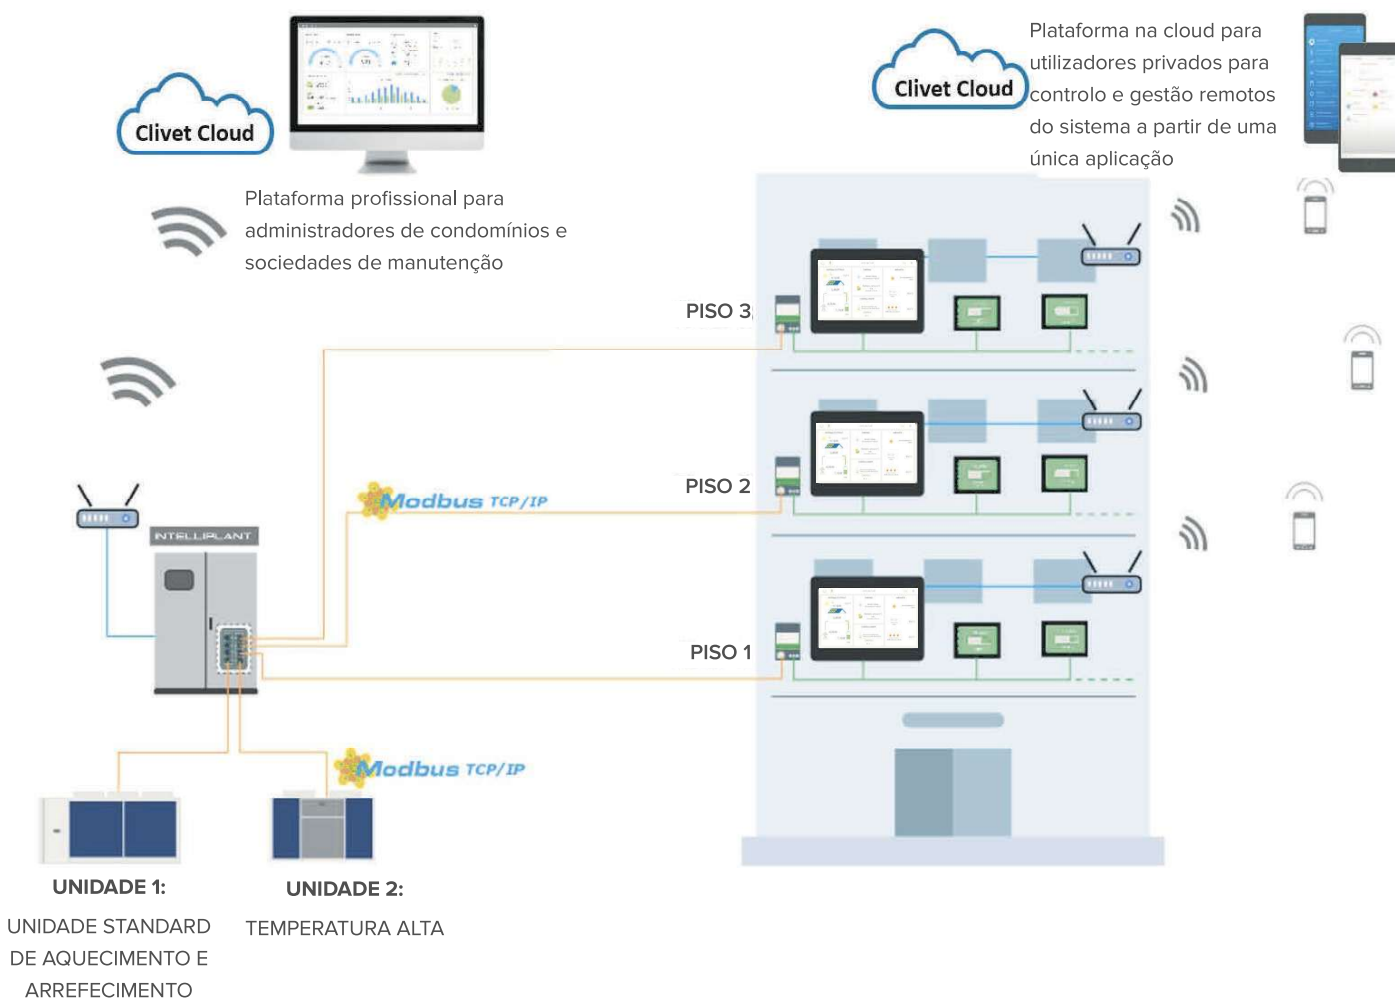 Clivet Cloud
Plataforma profissional para
administradores de condomínios e
sociedades de manutenção
Clivet Cloud
Plataforma na cloud para
utilizadores privados para
controlo e gestão remotos
do sistema a partir de uma
única aplicação
PISO 3
PISO 2
PISO 1
Modbus TCP/IP
INTELLIPLANT
Modbus TCP/IP
UNIDADE 1:
UNIDADE STANDARD
DE AQUECIMENTO E
ARREFECIMENTO
UNIDADE 2:
TEMPERATURA ALTA